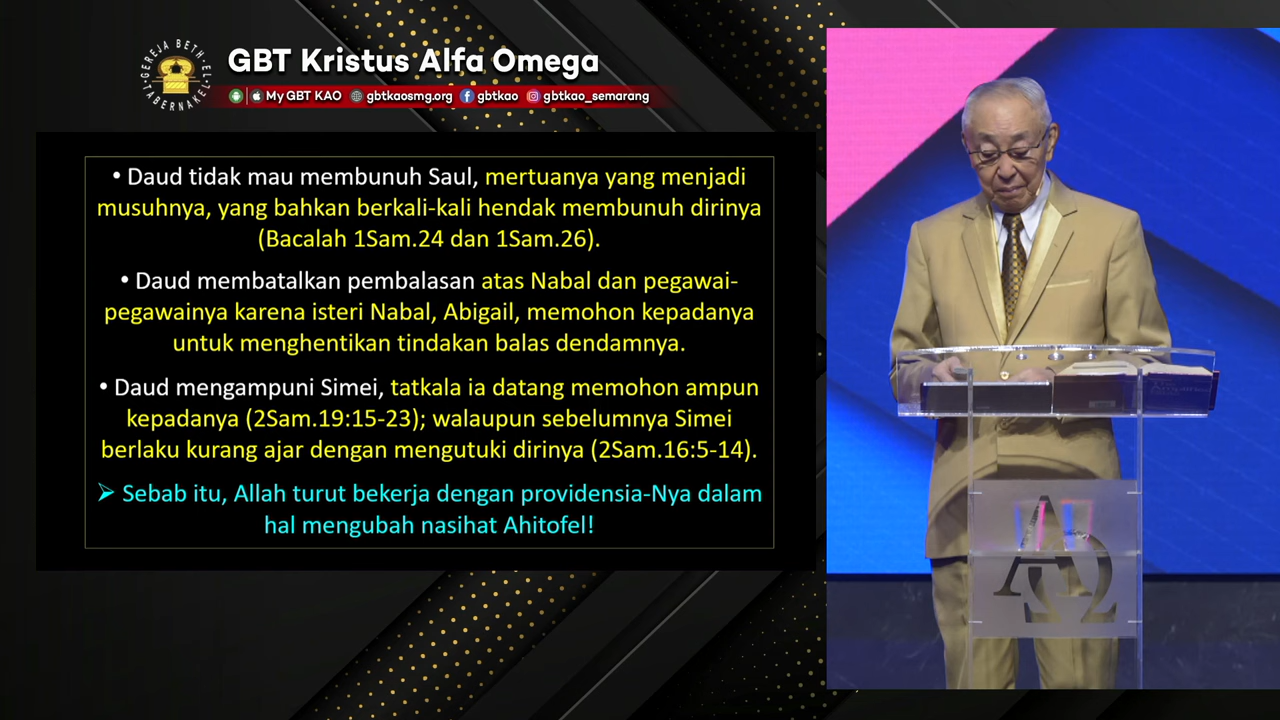 GEREJA BETH-EL
TABERNAKEL
GBT Kristus Alfa Omega
My GBT KAO gbtkaosmg.org gbtkao gbtkao_semarang
• Daud tidak mau membunuh Saul, mertuanya yang menjadi
musuhnya, yang bahkan berkali-kali hendak membunuh dirinya
(Bacalah 1Sam.24 dan 1Sam.26).
• Daud membatalkan pembalasan atas Nabal dan pegawai-
pegawainya karena isteri Nabal, Abigail, memohon kepadanya
untuk menghentikan tindakan balas dendamnya.
• Daud mengampuni Simei, tatkala ia datang memohon ampun
kepadanya (2Sam.19:15-23); walaupun sebelumnya Simei
berlaku kurang ajar dengan mengutuki dirinya (2Sam.16:5-14).
➢ Sebab itu, Allah turut bekerja dengan providensia-Nya dalam
hal mengubah nasihat Ahitofel!
ΑΩ